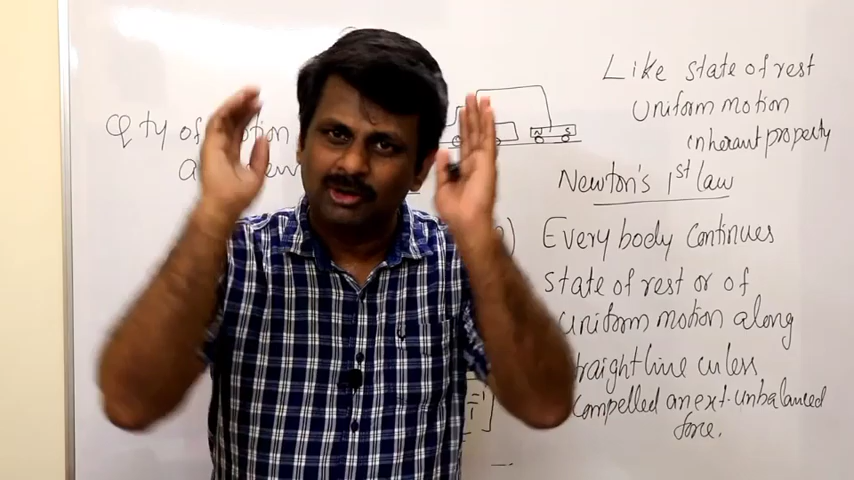 Like state of rest
Qty of motion
uniform motion
inherant property
Newton's 1st law
Every body Continues
state of rest or of
uniform motion along
straight line unless
Compelled an ext. unbalanced
force.
N S